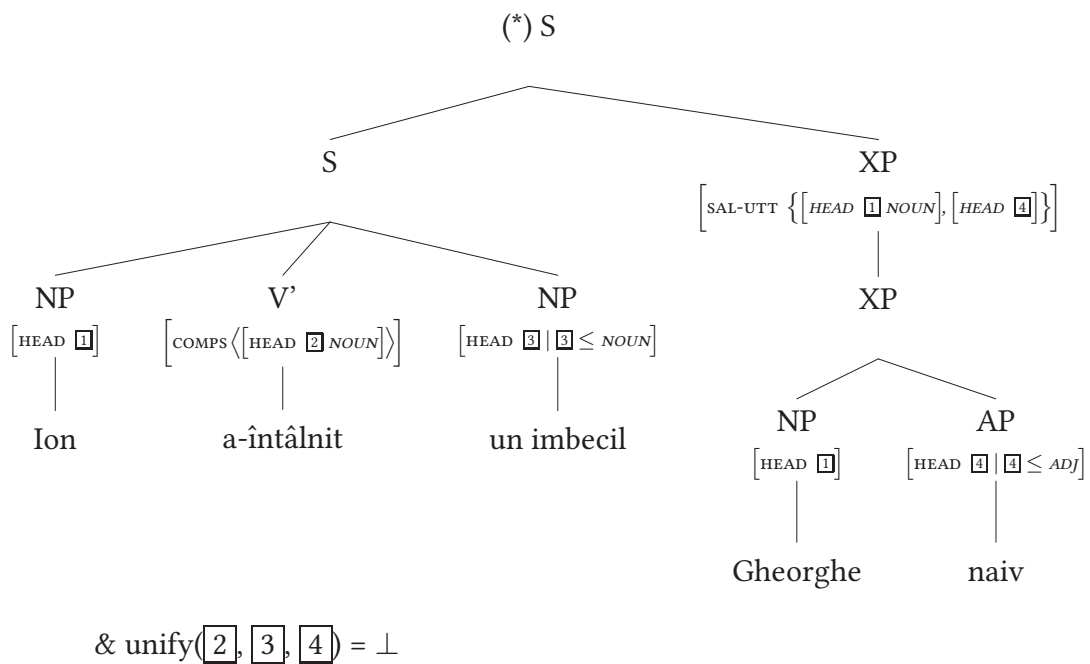 (*) S
S XP
[SAL-UTT {[HEAD 1 NOUN], [HEAD 4]}]
NP V’ NP XP
[HEAD 1] [COMPS ⟨[HEAD 2 NOUN]⟩] [HEAD 3 | 3 ≤ NOUN]
NP AP
Ion a-întâlnit un imbecil
[HEAD 1] [HEAD 4 | 4 ≤ ADJ]
Gheorghe naiv
& unify(2, 3, 4) = ⊥